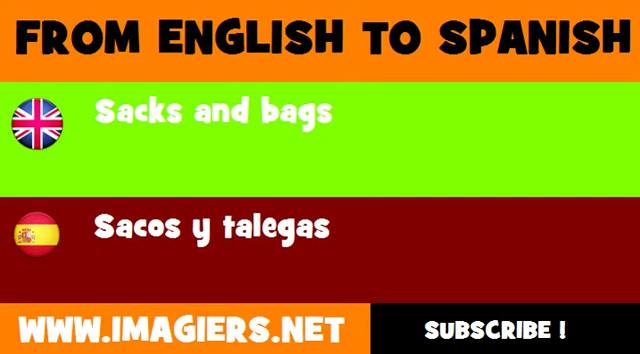 FROM ENGLISH TO SPANISH
Sacks and bags
Sacos y talegas
WWW.IMAGIERS.NET
SUBSCRIBE !